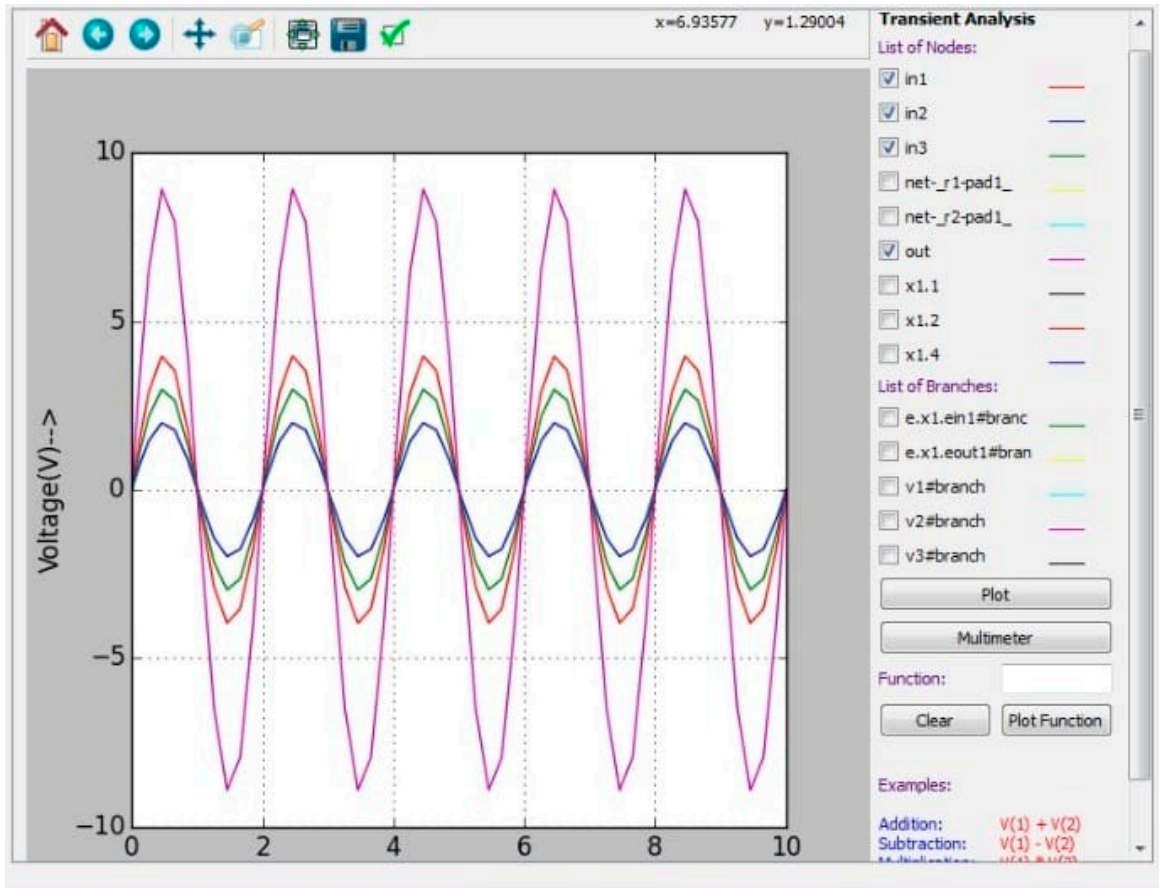 x=6.93577 y=1.29004
Transient Analysis
List of Nodes:
in1
in2
in3
net-_r1-pad1_
net-_r2-pad1_
out
x1.1
x1.2
x1.4
List of Branches:
e.x1.ein1#branc
e.x1.eout1#bran
v1#branch
v2#branch
v3#branch
Plot
Multimeter
Function:
Clear Plot Function
Examples:
Addition: V(1) + V(2)
Subtraction: V(1) - V(2)
Multiplication: V(1) * V(2)
Voltage(V)-->
10
5
0
−5
−10
0 2 4 6 8 10